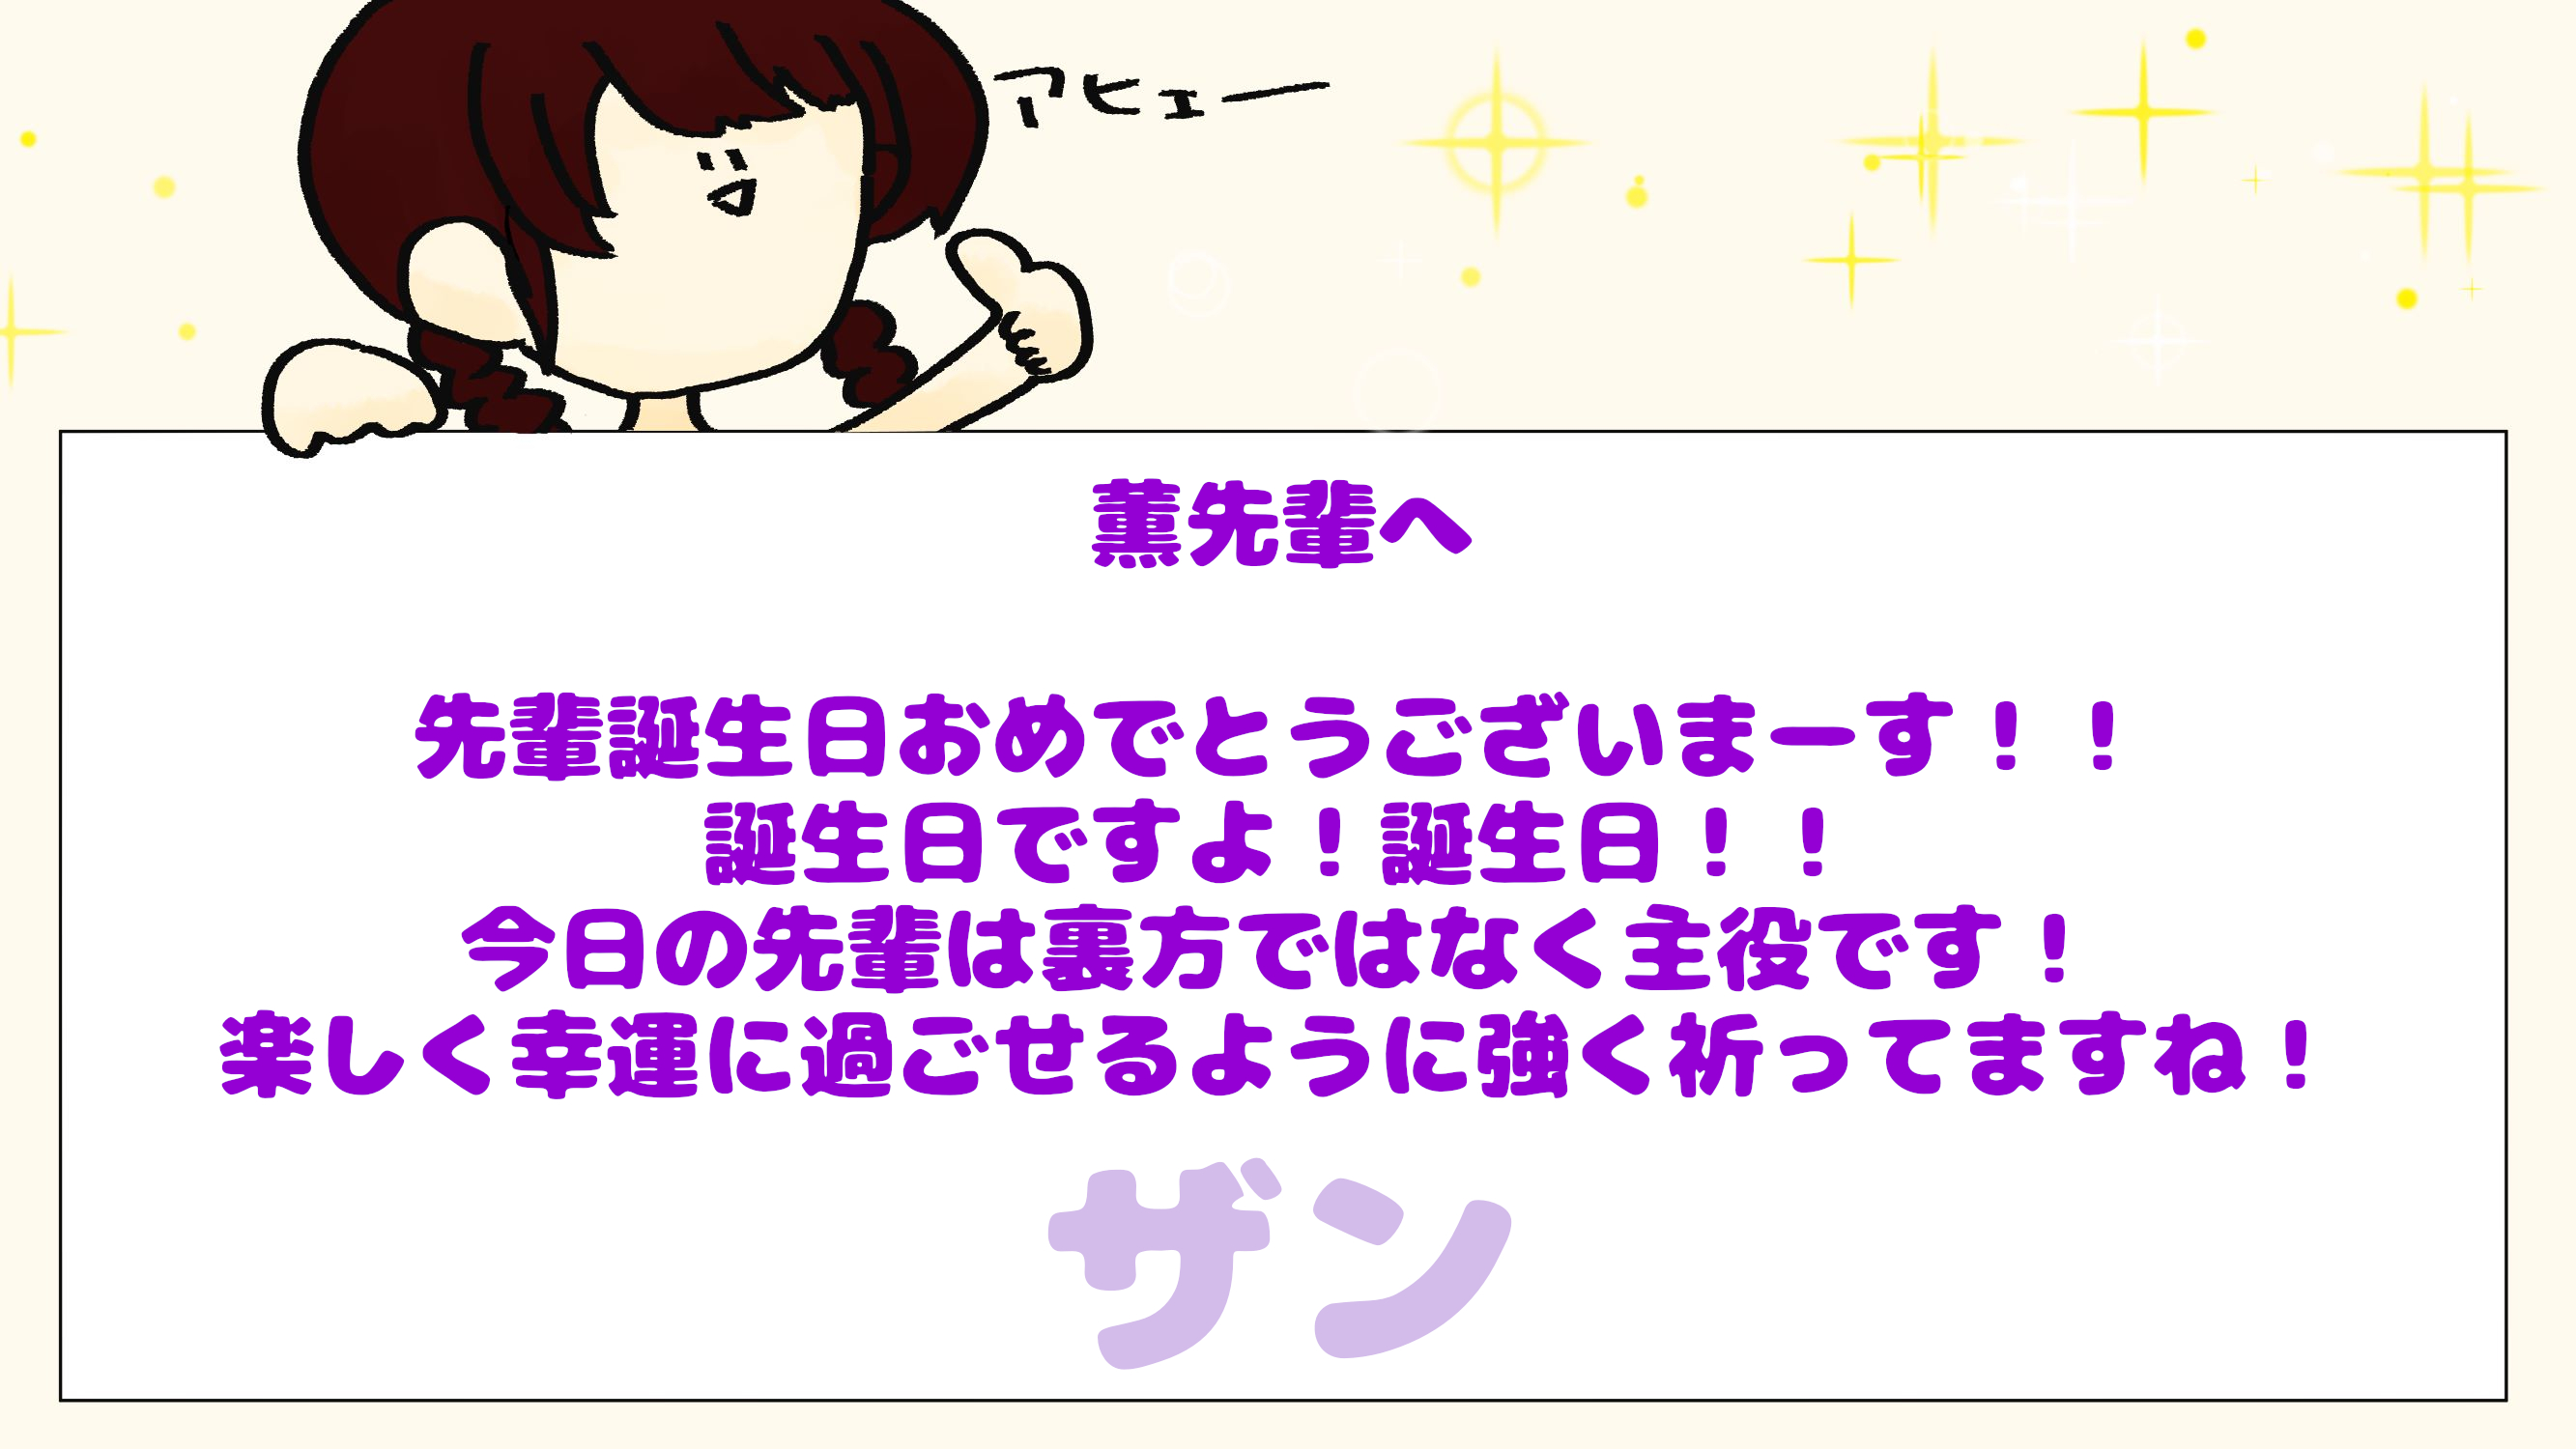 アヒェー
薫先輩へ
先輩誕生日おめでとうございまーす！！
誕生日ですよ！誕生日！！
今日の先輩は裏方ではなく主役です！
楽しく幸運に過ごせるように強く祈ってますね！
ザン